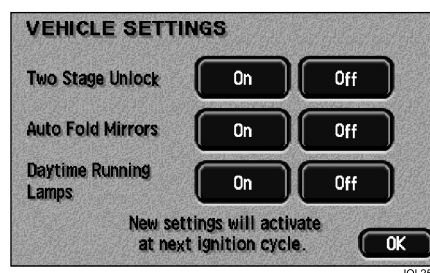 VEHICLE SETTINGS
Two Stage Unlock On Off
Auto Fold Mirrors On Off
Daytime Running
Lamps On Off
New settings will activate
at next ignition cycle. OK